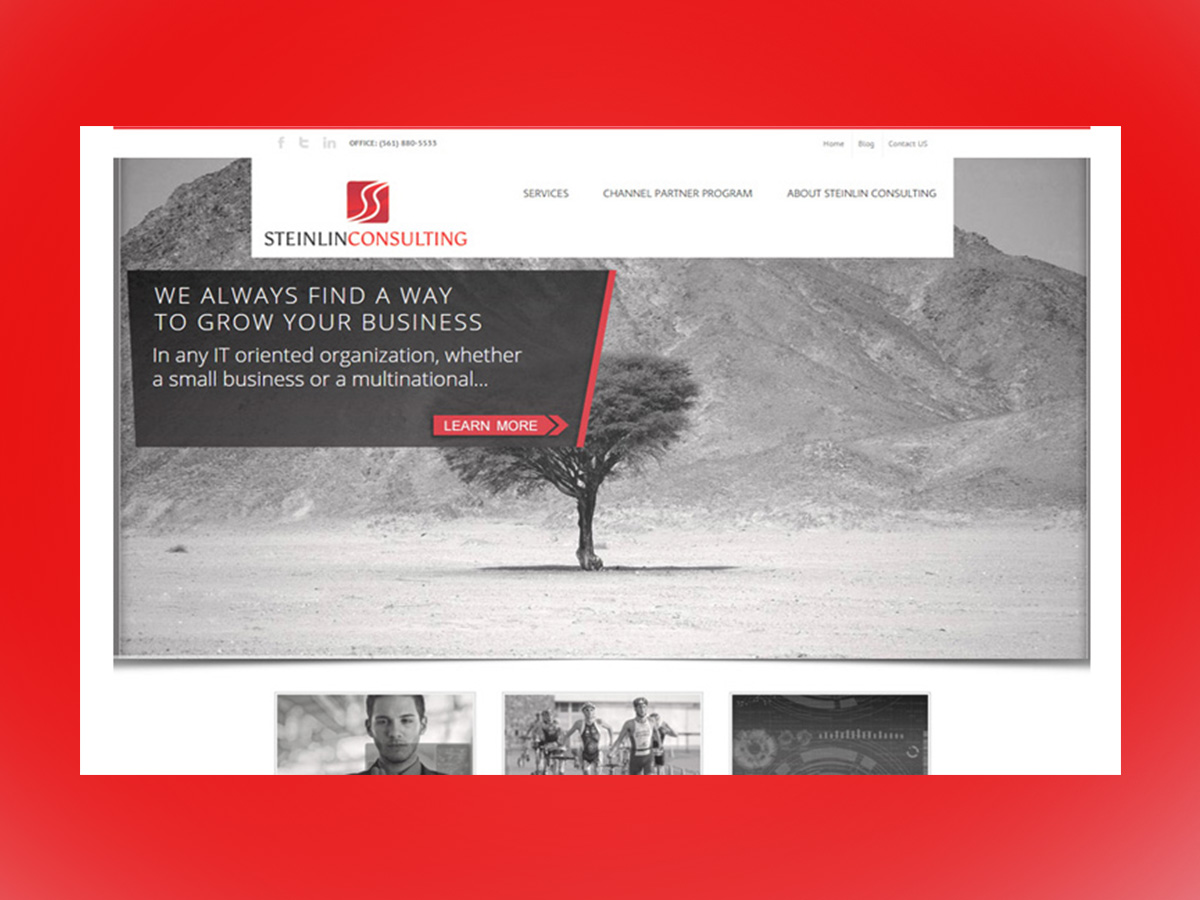 OFFICE: (561) 880-5533
Home Blog Contact US
STEINLINCONSULTING
SERVICES CHANNEL PARTNER PROGRAM ABOUT STEINLIN CONSULTING
WE ALWAYS FIND A WAY
TO GROW YOUR BUSINESS
In any IT oriented organization, whether
a small business or a multinational...
LEARN MORE